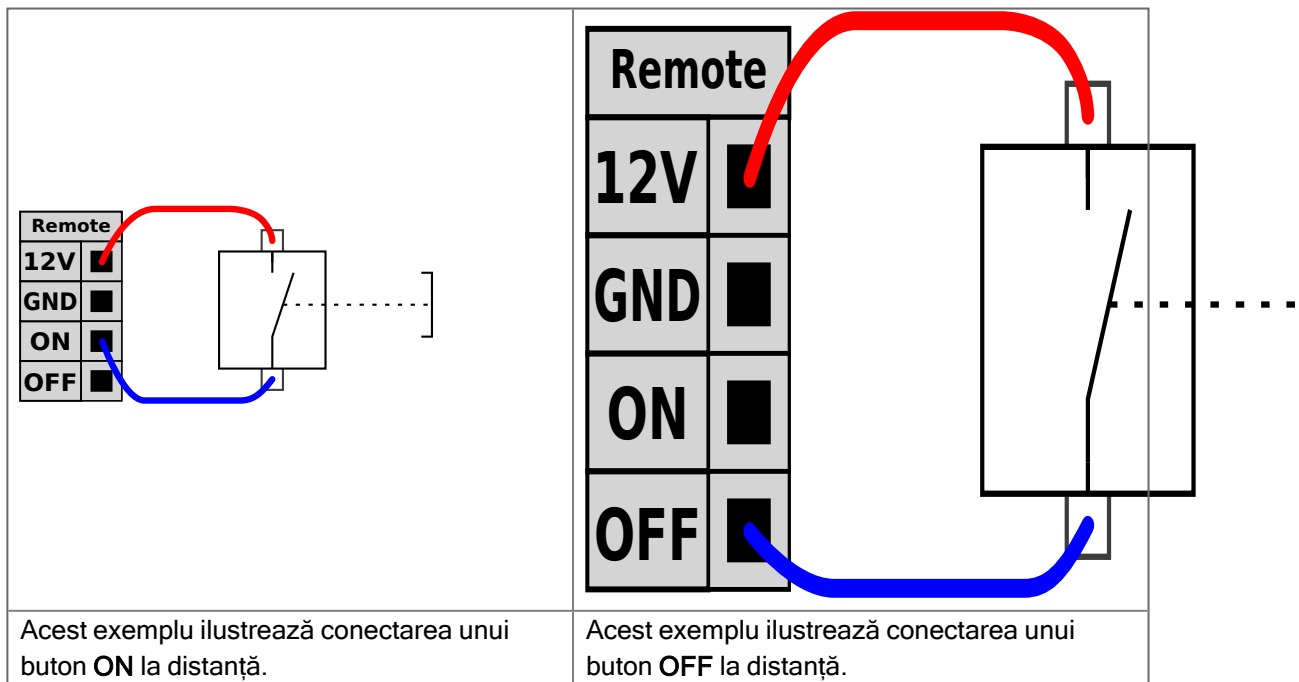 Remote
12V
GND
ON
OFF
Remote
12V
GND
ON
OFF
Acest exemplu ilustrează conectarea unui
buton ON la distanță.
Acest exemplu ilustrează conectarea unui
buton OFF la distanță.